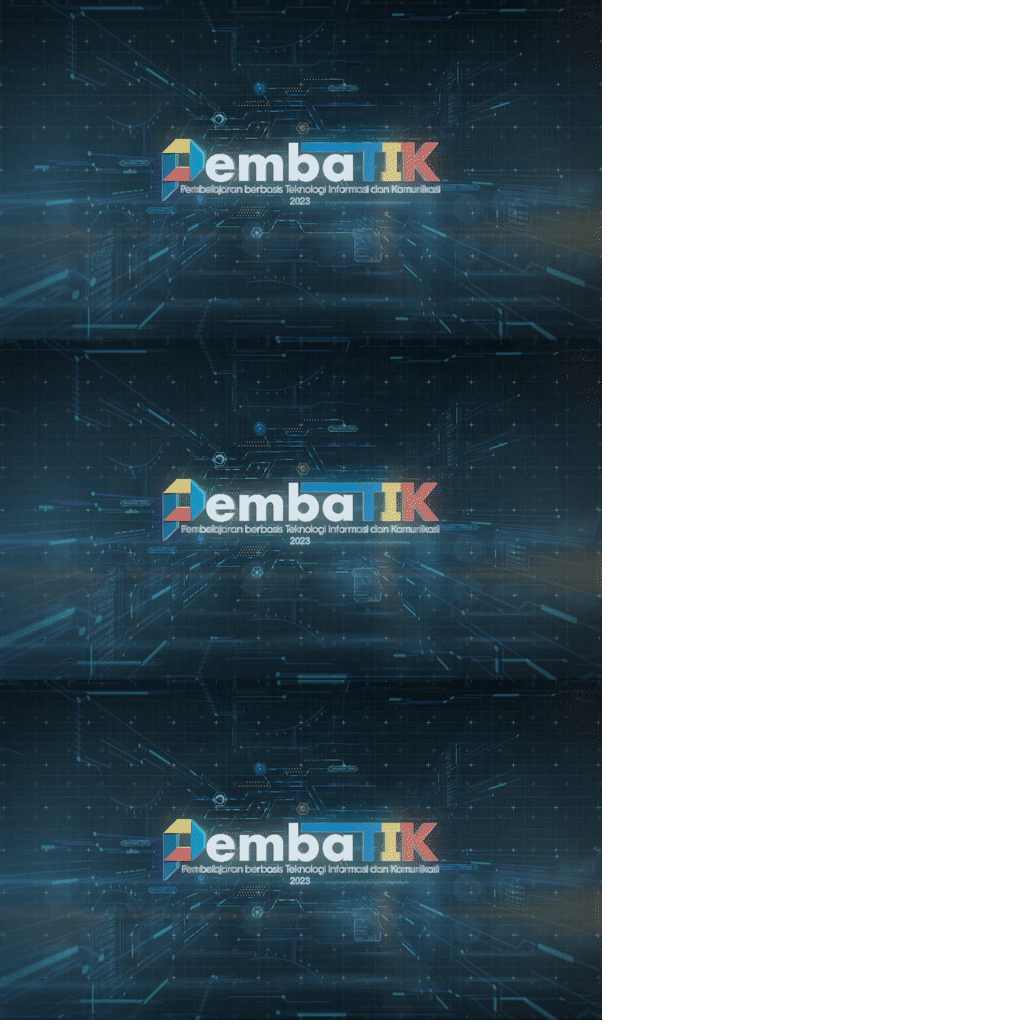 PembaTIK
Pembelajaran berbasis Teknologi Informasi dan Komunikasi
2023
PembaTIK
Pembelajaran berbasis Teknologi Informasi dan Komunikasi
2023
PembaTIK
Pembelajaran berbasis Teknologi Informasi dan Komunikasi
2023